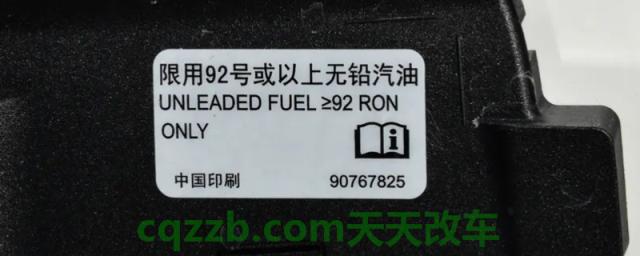 限用92号或以上无铅汽油
UNLEADED FUEL ≥92 RON
ONLY
中国印刷 90767825
cqzzb.com天天改车